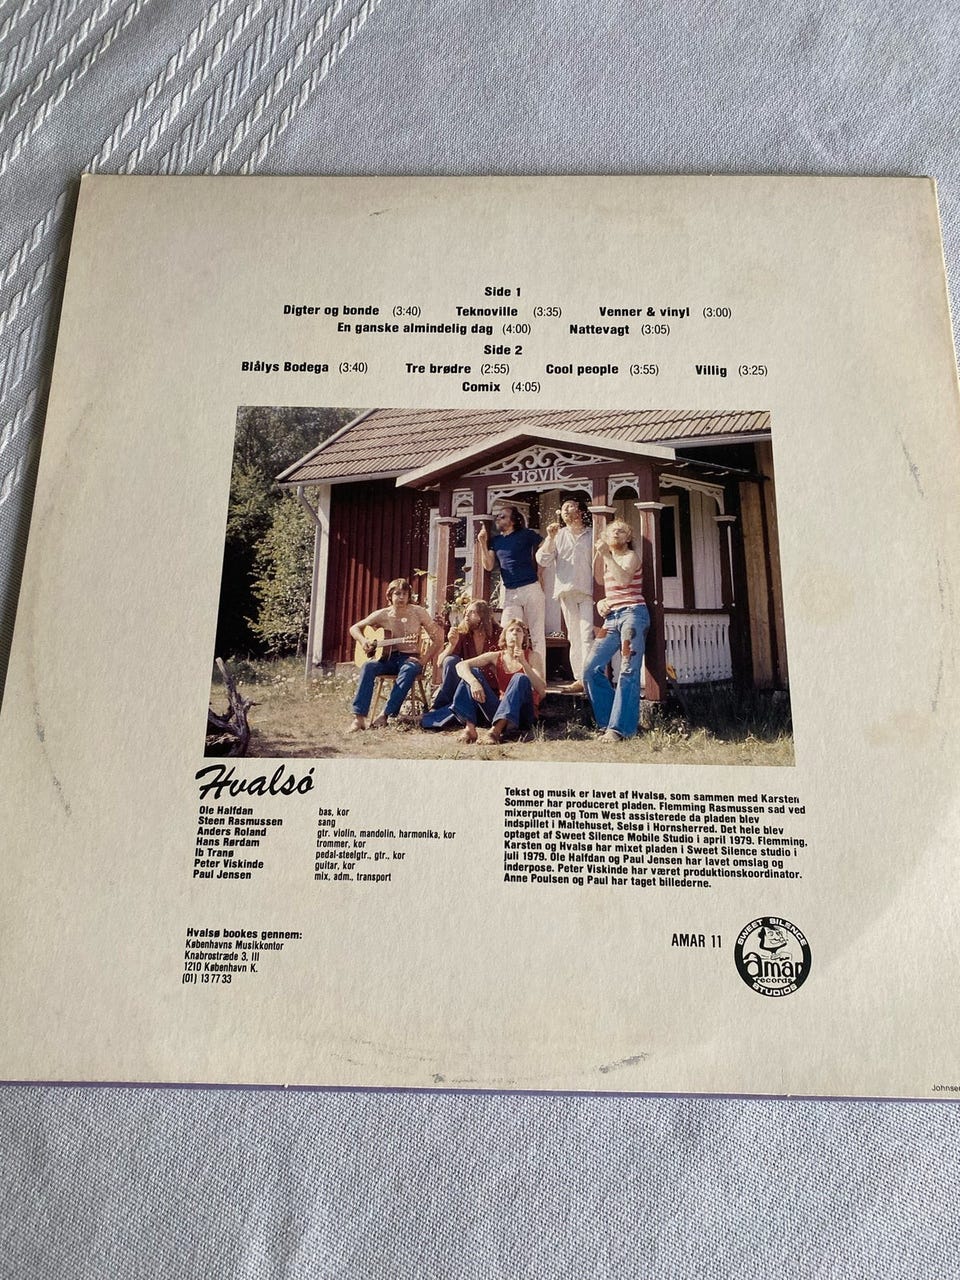 Side 1
Digter og bonde (3:40) Teknoville (3:35) Venner & vinyl (3:00)
En ganske almindelig dag (4:00) Nattevagt (3:05)
Side 2
Blålys Bodega (3:40) Tre brødre (2:55) Cool people (3:55) Villig (3:25)
Comix (4:05)
SJÖVIK
Hvalsó
Ole Halfdan bas, kor
Steen Rasmussen sang
Anders Roland gtr. violin, mandolin, harmonika, kor
Hans Rørdam trommer, kor
Ib Tranø pedal-steelgtr., gtr., kor
Peter Viskinde guitar, kor
Paul Jensen mix, adm., transport
Tekst og musik er lavet af Hvalsø, som sammen med Karsten
Sommer har produceret pladen. Flemming Rasmussen sad ved
mixerpulten og Tom West assisterede da pladen blev
indspillet i Maltehuset, Selsø i Hornsherred. Det hele blev
optaget af Sweet Silence Mobile Studio i april 1979. Flemming,
Karsten og Hvalsø har mixet pladen i Sweet Silence studio i
juli 1979. Ole Halfdan og Paul Jensen har lavet omslag og
inderpose. Peter Viskinde har været produktionskoordinator.
Anne Poulsen og Paul har taget billederne.
Hvalsø bookes gennem:
Københavns Musikkontor
Knabrostræde 3, III
1210 København K.
(01) 13 77 33
AMAR 11
SWEET SILENCE
amar
records
STUDIOS
Johnsen